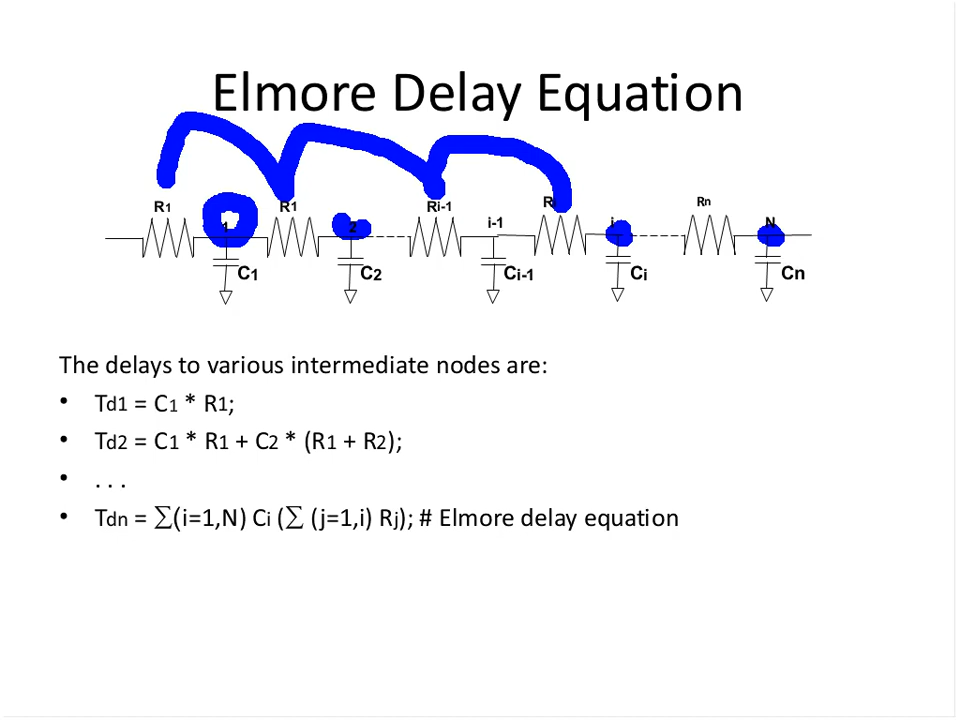 Elmore Delay Equation
R1 R1 Ri-1 i-1 Rn
1 2 i N
C1 C2 Ci-1 Ci Cn
The delays to various intermediate nodes are:
• Td1 = C1 * R1;
• Td2 = C1 * R1 + C2 * (R1 + R2);
• . . .
• Tdn = ∑(i=1,N) Ci (∑ (j=1,i) Rj); # Elmore delay equation